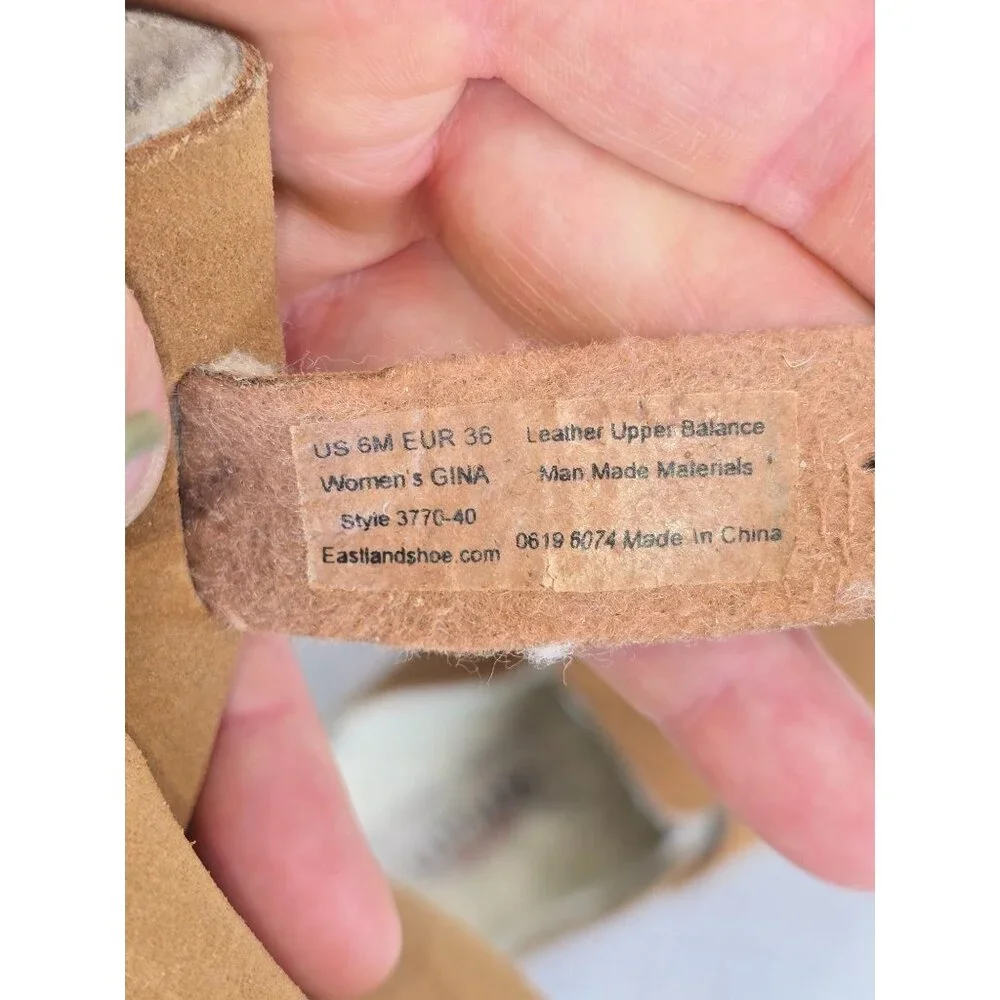 US 6M EUR 36
Women's GINA
Style 3770-40
Eastlandshoe.com
Leather Upper Balance
Man Made Materials
0619 6074 Made In China